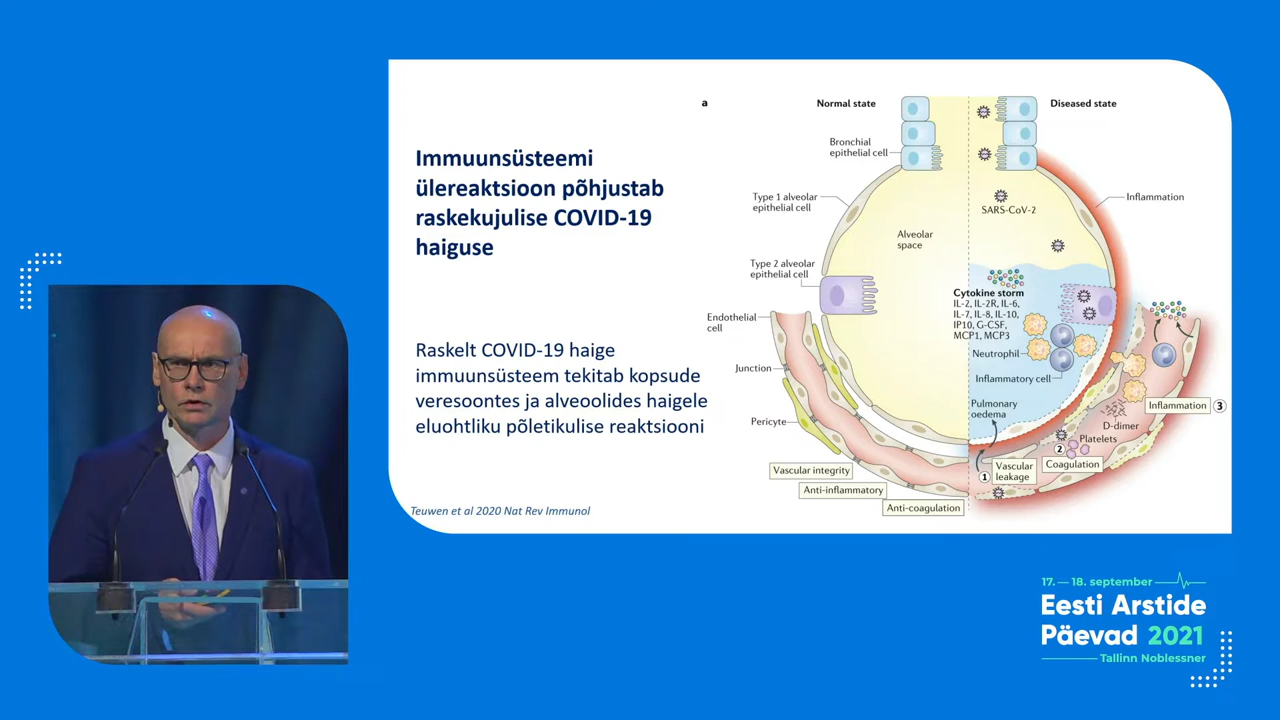 Immuunsüsteemi
ülereaktsioon põhjustab
raskekujulise COVID-19
haiguse
Raskelt COVID-19 haige
immuunsüsteem tekitab kopsude
veresoontes ja alveoolides haigele
eluohtliku põletikulise reaktsiooni
Teuwen et al 2020 Nat Rev Immunol
a
Normal state
Diseased state
Bronchial
epithelial cell
Type 1 alveolar
epithelial cell
Alveolar
space
Type 2 alveolar
epithelial cell
Endothelial
cell
Junction
Pericyte
Vascular integrity
Anti-inflammatory
Anti-coagulation
Inflammation
SARS-CoV-2
Cytokine storm
IL-2, IL-2R, IL-6,
IL-7, IL-8, IL-10,
IP10, G-CSF,
MCP1, MCP3
Neutrophil
Inflammatory cell
Pulmonary
oedema
1 Vascular
leakage
2
Coagulation
Platelets
D-dimer
Inflammation 3
17. — 18. september
Eesti Arstide
Päevad 2021
Tallinn Noblessner